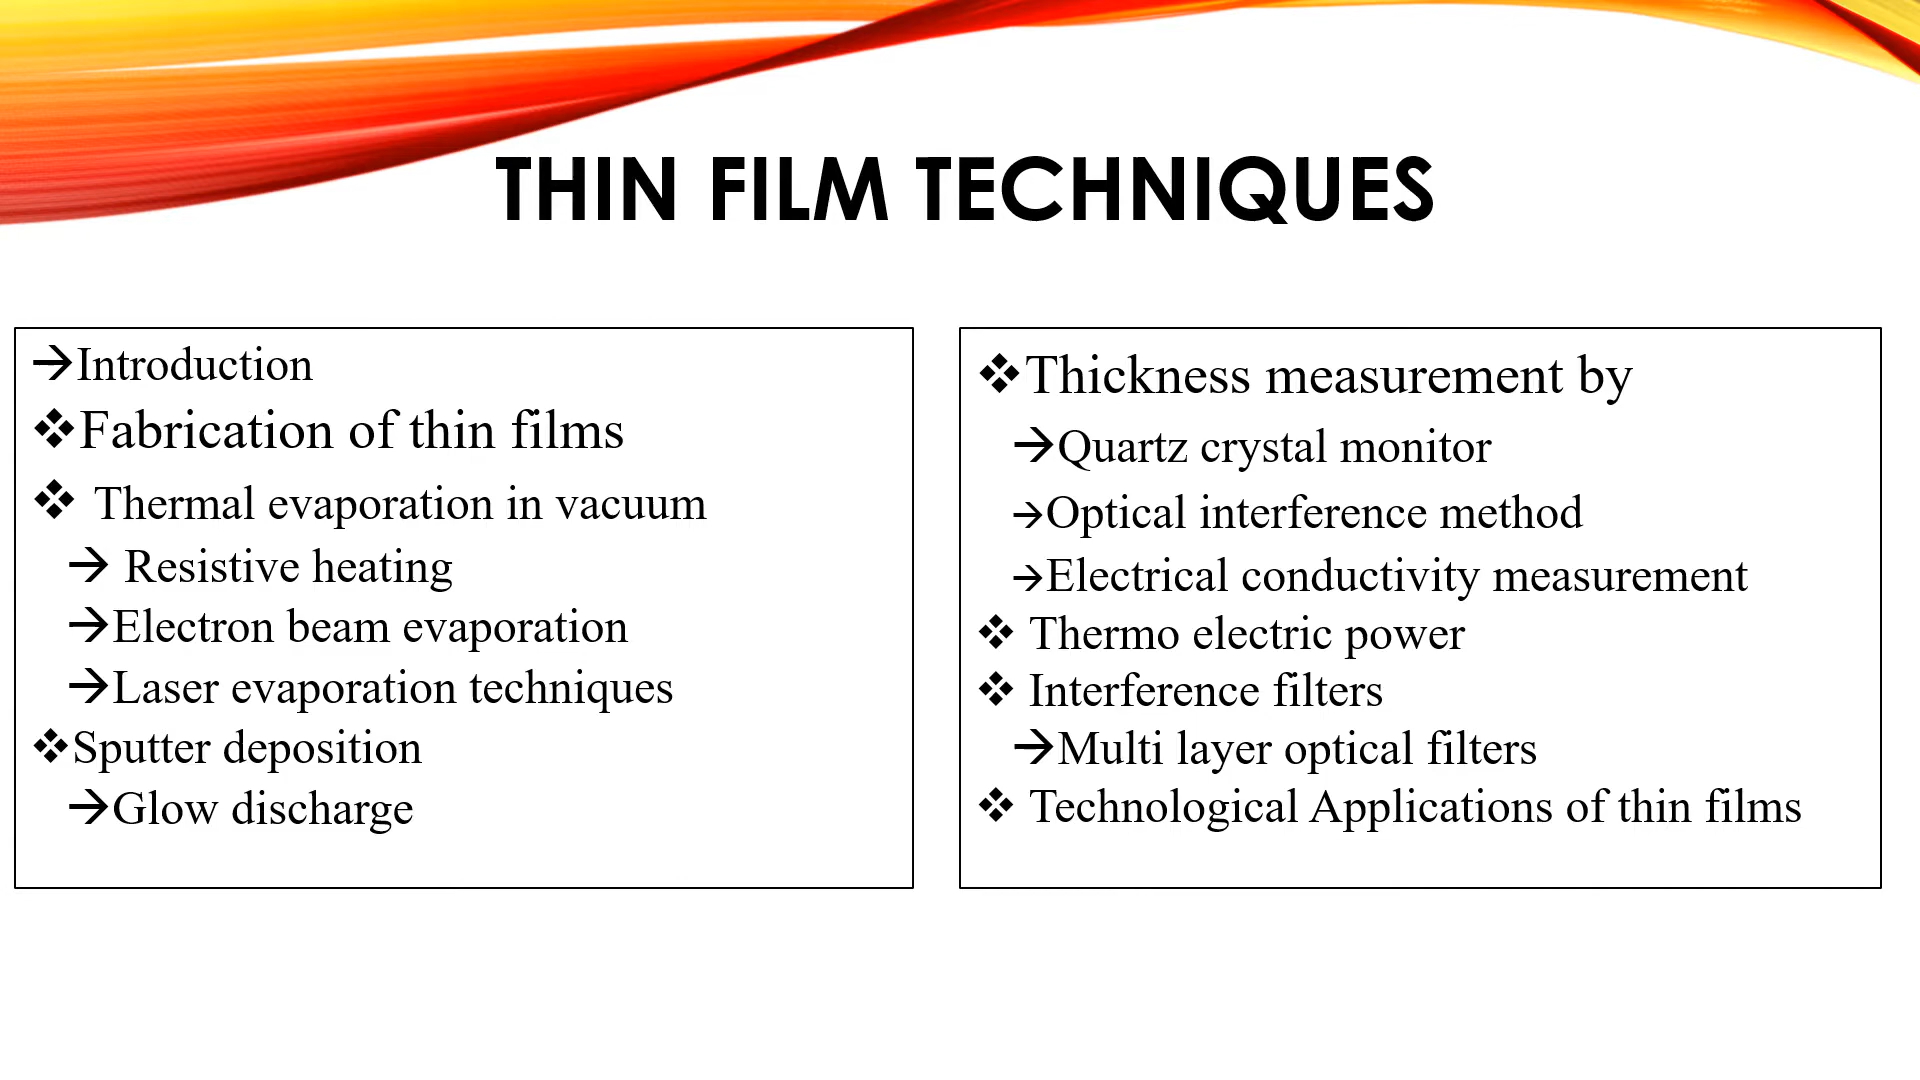 THIN FILM TECHNIQUES
→Introduction
❖Fabrication of thin films
❖ Thermal evaporation in vacuum
→ Resistive heating
→Electron beam evaporation
→Laser evaporation techniques
❖Sputter deposition
→Glow discharge
❖Thickness measurement by
→Quartz crystal monitor
→Optical interference method
→Electrical conductivity measurement
❖ Thermo electric power
❖ Interference filters
→Multi layer optical filters
❖ Technological Applications of thin films